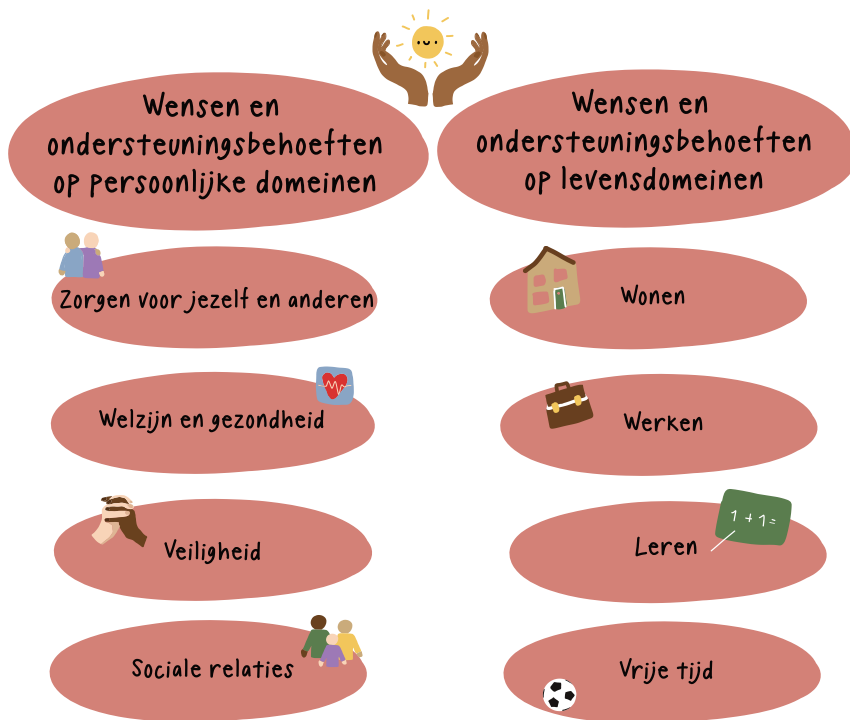 Wensen en
ondersteuningsbehoeften
op persoonlijke domeinen
Zorgen voor jezelf en anderen
Welzijn en gezondheid
Veiligheid
Sociale relaties
Wensen en
ondersteuningsbehoeften
op levensdomeinen
Wonen
Werken
Leren
1 + 1 =
Vrije tijd